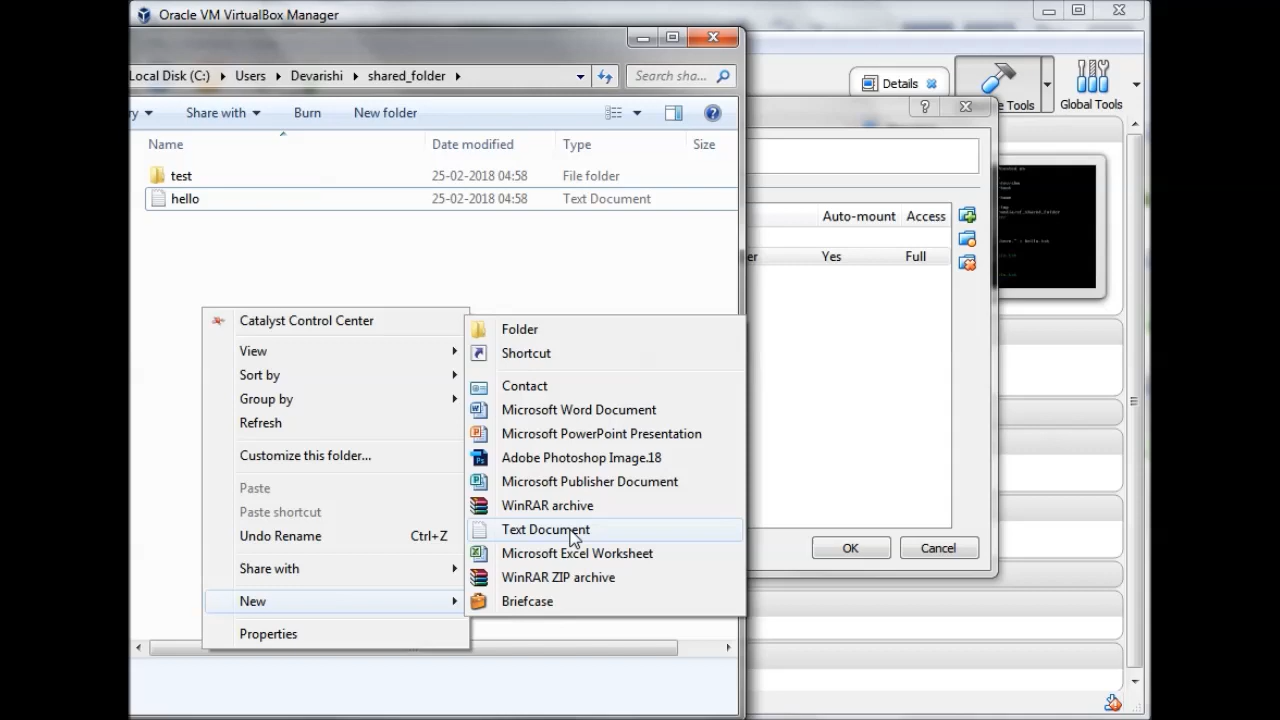 Oracle VM VirtualBox Manager
Local Disk (C:) Users Devarishi shared_folder
Search sha...
Details
Tools
Global Tools
Share with
Burn
New folder
Name
Date modified
Type
Size
test 25-02-2018 04:58 File folder
hello 25-02-2018 04:58 Text Document
Auto-mount Access
er Yes Full
Catalyst Control Center
View
Sort by
Group by
Refresh
Customize this folder...
Paste
Paste shortcut
Undo Rename Ctrl+Z
Share with
New
Properties
Folder
Shortcut
Contact
Microsoft Word Document
Microsoft PowerPoint Presentation
Adobe Photoshop Image.18
Microsoft Publisher Document
WinRAR archive
Text Document
Microsoft Excel Worksheet
WinRAR ZIP archive
Briefcase
OK
Cancel